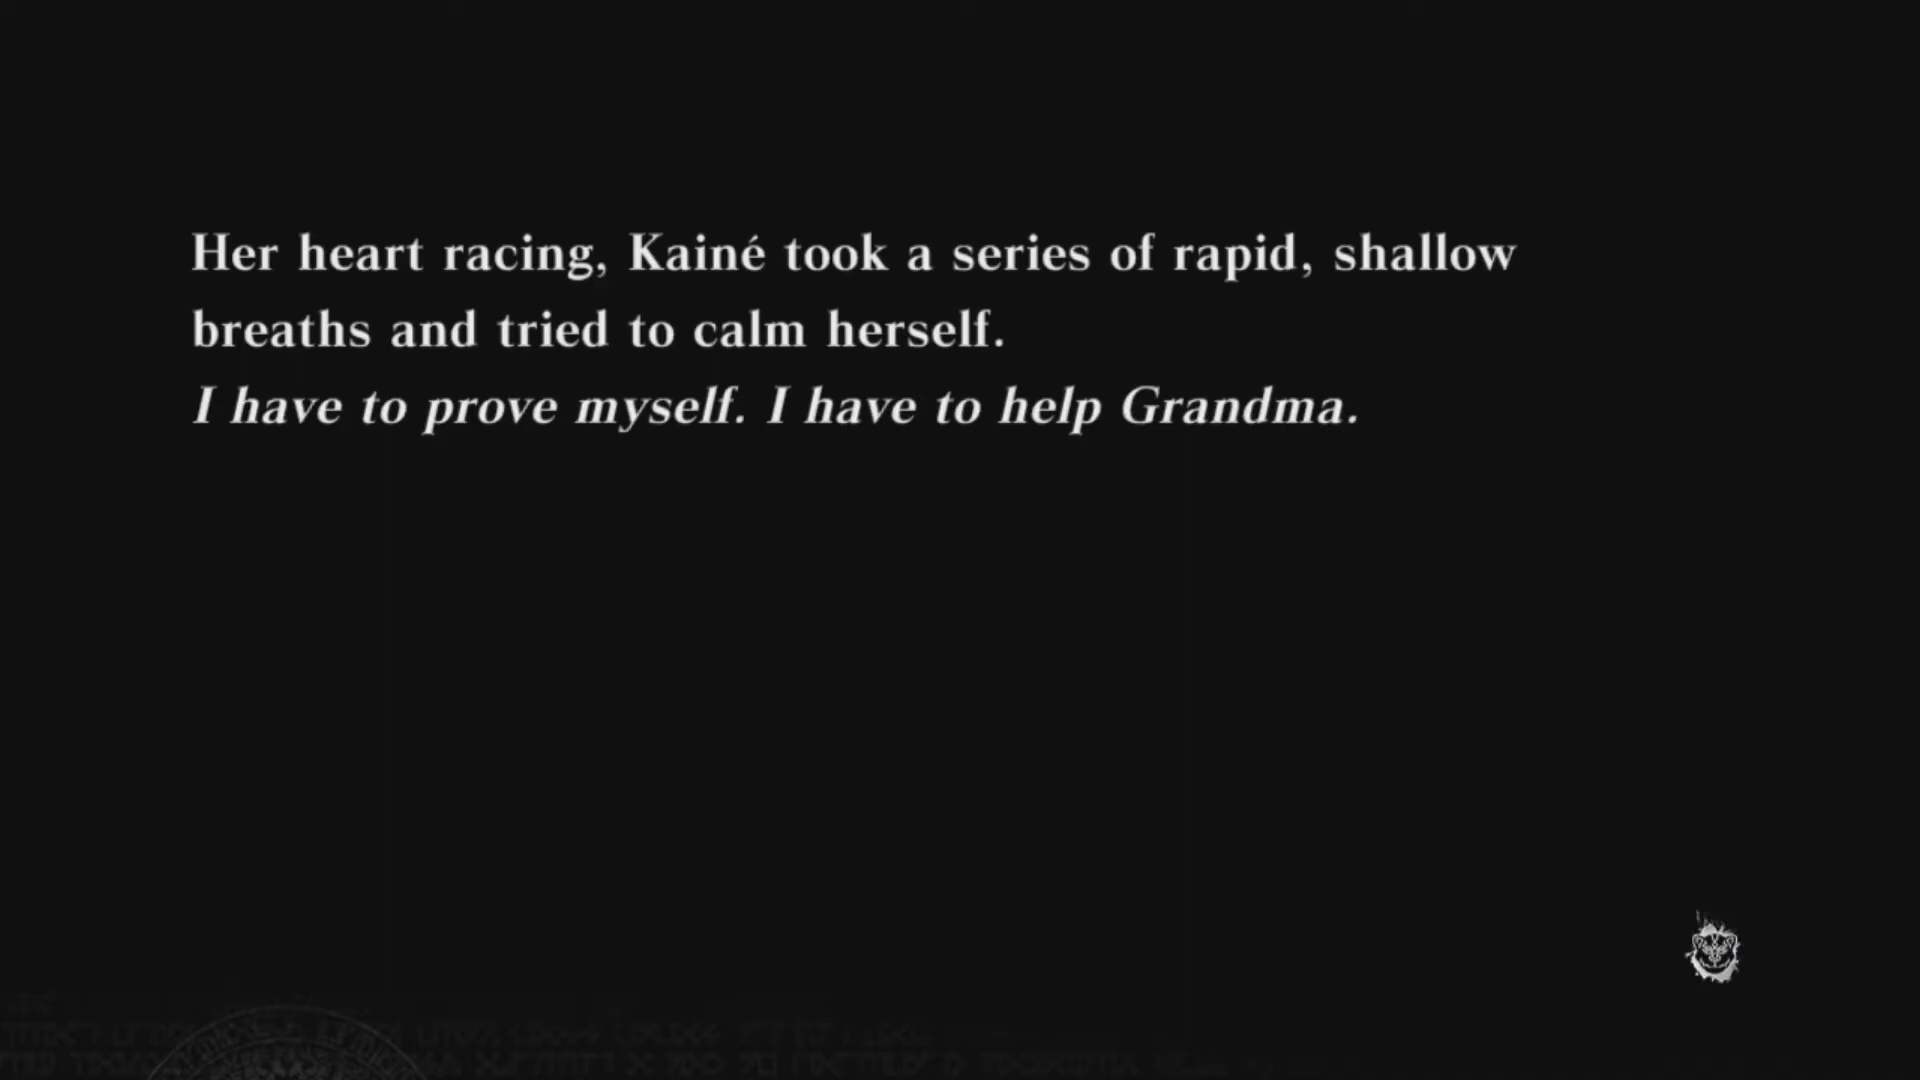 Her heart racing, Kainé took a series of rapid, shallow
breaths and tried to calm herself.
I have to prove myself. I have to help Grandma.